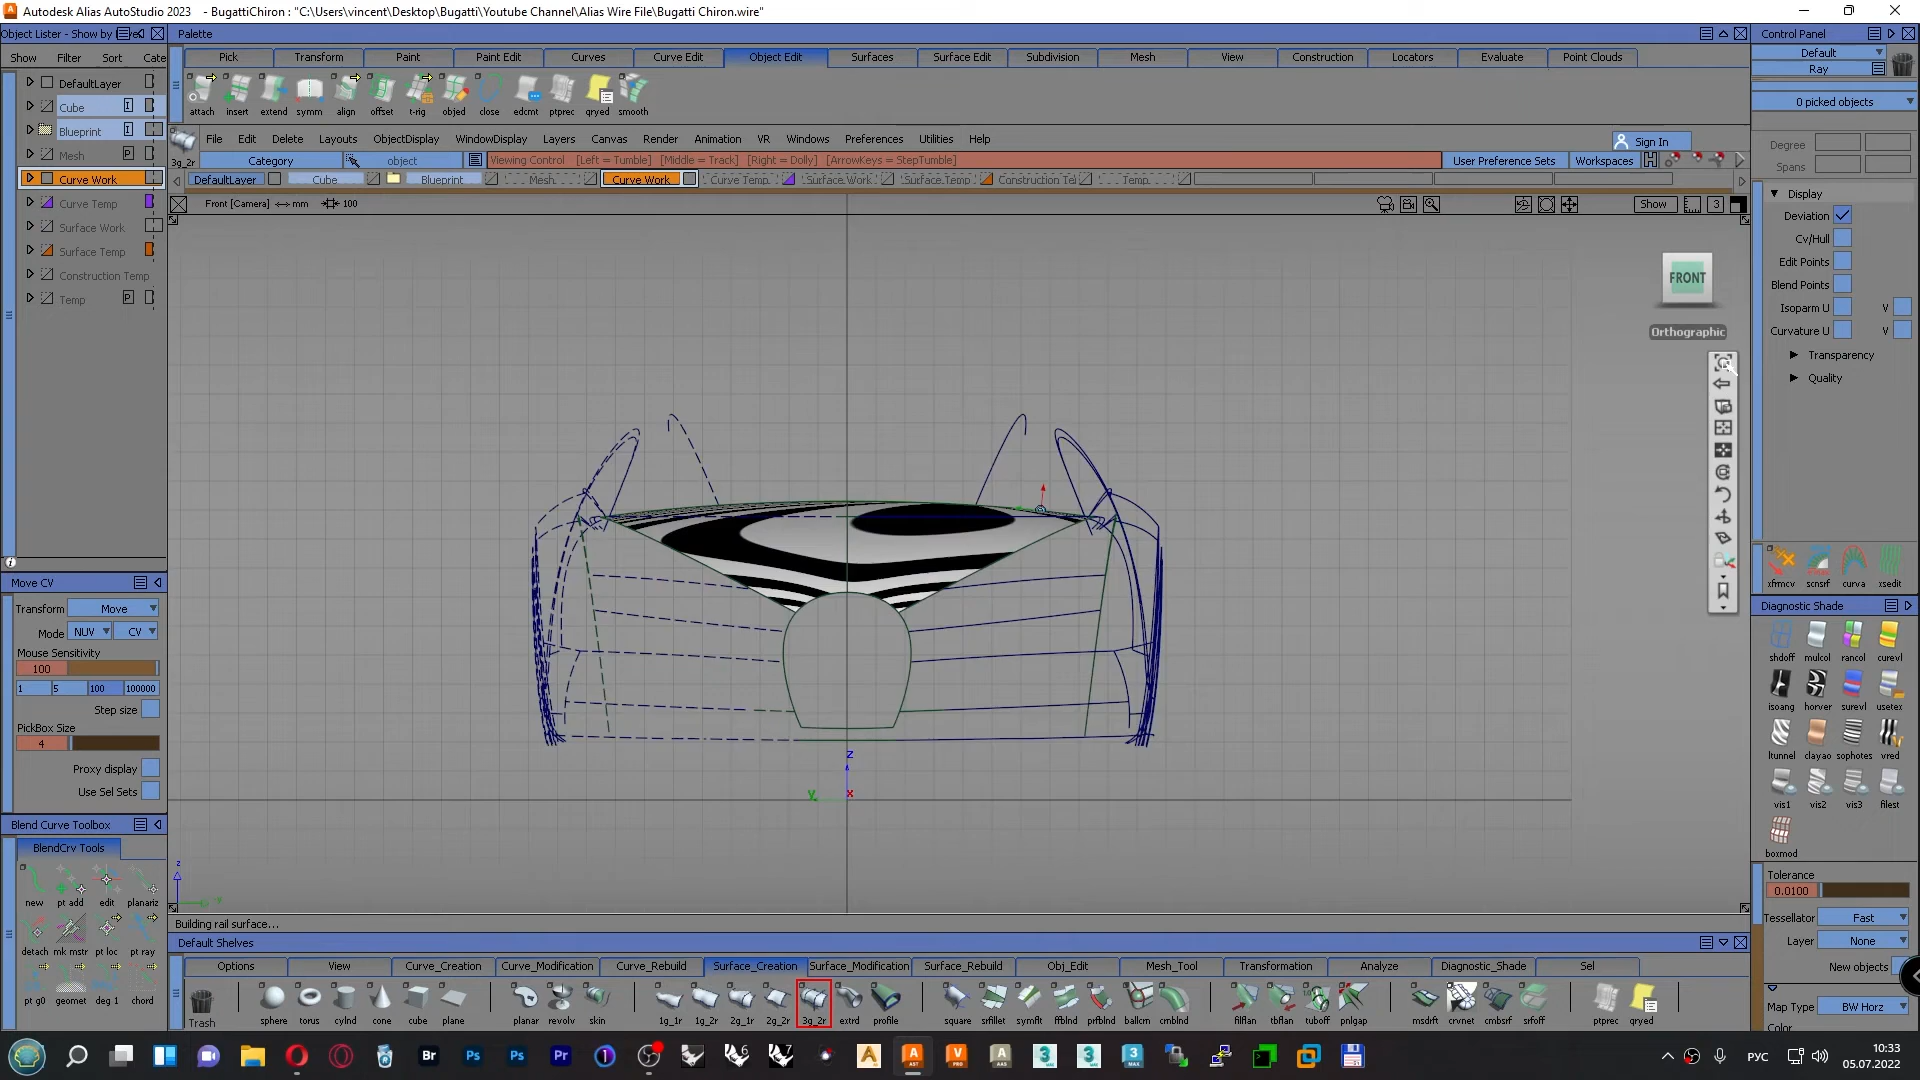 Autodesk Alias AutoStudio 2023 - BugattiChiron : "C:\Users\vincent\Desktop\Bugatti\Youtube Channel\Alias Wire File\Bugatti Chiron.wire"
Object Lister - Show by
Palette
Control Panel
Show Filter Sort Cate
Pick Transform Paint Paint Edit Curves Curve Edit Object Edit Surfaces Surface Edit Subdivision Mesh View Construction Locators Evaluate Point Clouds
Default
Ray
DefaultLayer
Cube I
Blueprint I
Mesh P
Curve Work
Curve Temp
Surface Work
Surface Temp
Construction Temp
Temp P
attach insert extend symm align offset t-rig objed close edcmt ptprec qryed smooth
0 picked objects
3g_2r
File Edit Delete Layouts ObjectDisplay WindowDisplay Layers Canvas Render Animation VR Windows Preferences Utilities Help
Sign In
Category object Viewing Control [Left = Tumble] [Middle = Track] [Right = Dolly] [ArrowKeys = StepTumble] User Preference Sets Workspaces
DefaultLayer Cube Blueprint Mesh Curve Work Curve Temp Surface Work Surface Temp Construction Te Temp
Front [Camera] mm 100
Show 3
Degree
Spans
Display
Deviation
Cv/Hull
Edit Points
Blend Points
Isoparm U V
Curvature U V
Transparency
Quality
FRONT
Orthographic
z
y x
z
Move CV
Transform Move
Mode NUV CV
Mouse Sensitivity
100
1 5 100 100000
Step size
PickBox Size
4
Proxy display
Use Sel Sets
Blend Curve Toolbox
BlendCrv Tools
new pt add edit planariz
detach mk mstr pt loc pt ray
pt g0 geomet deg 1 chord
xfrmcv scnsrf curva xsedit
Diagnostic Shade
shdoff mulcol rancol curevl
isoang horver surevl usetex
ltunnel clayao sophotes vred
vis1 vis2 vis3 filest
boxmod
Tolerance
0.0100
Tessellator Fast
Layer None
New objects
Map Type BW Horz
Color
Building rail surface...
Default Shelves
Options View Curve_Creation Curve_Modification Curve_Rebuild Surface_Creation Surface_Modification Surface_Rebuild Obj_Edit Mesh_Tool Transformation Analyze Diagnostic_Shade Sel
Trash
sphere torus cylnd cone cube plane planar revolv skin 1g_1r 1g_2r 2g_1r 2g_2r 3g_2r extrd profile square srfillet symflt ffblnd prfblnd ballcrn cmblnd filflan tbflan tuboff pnlgap msdrft crvnet cmbsrf srfoff ptprec qryed
РУС
10:33
05.07.2022